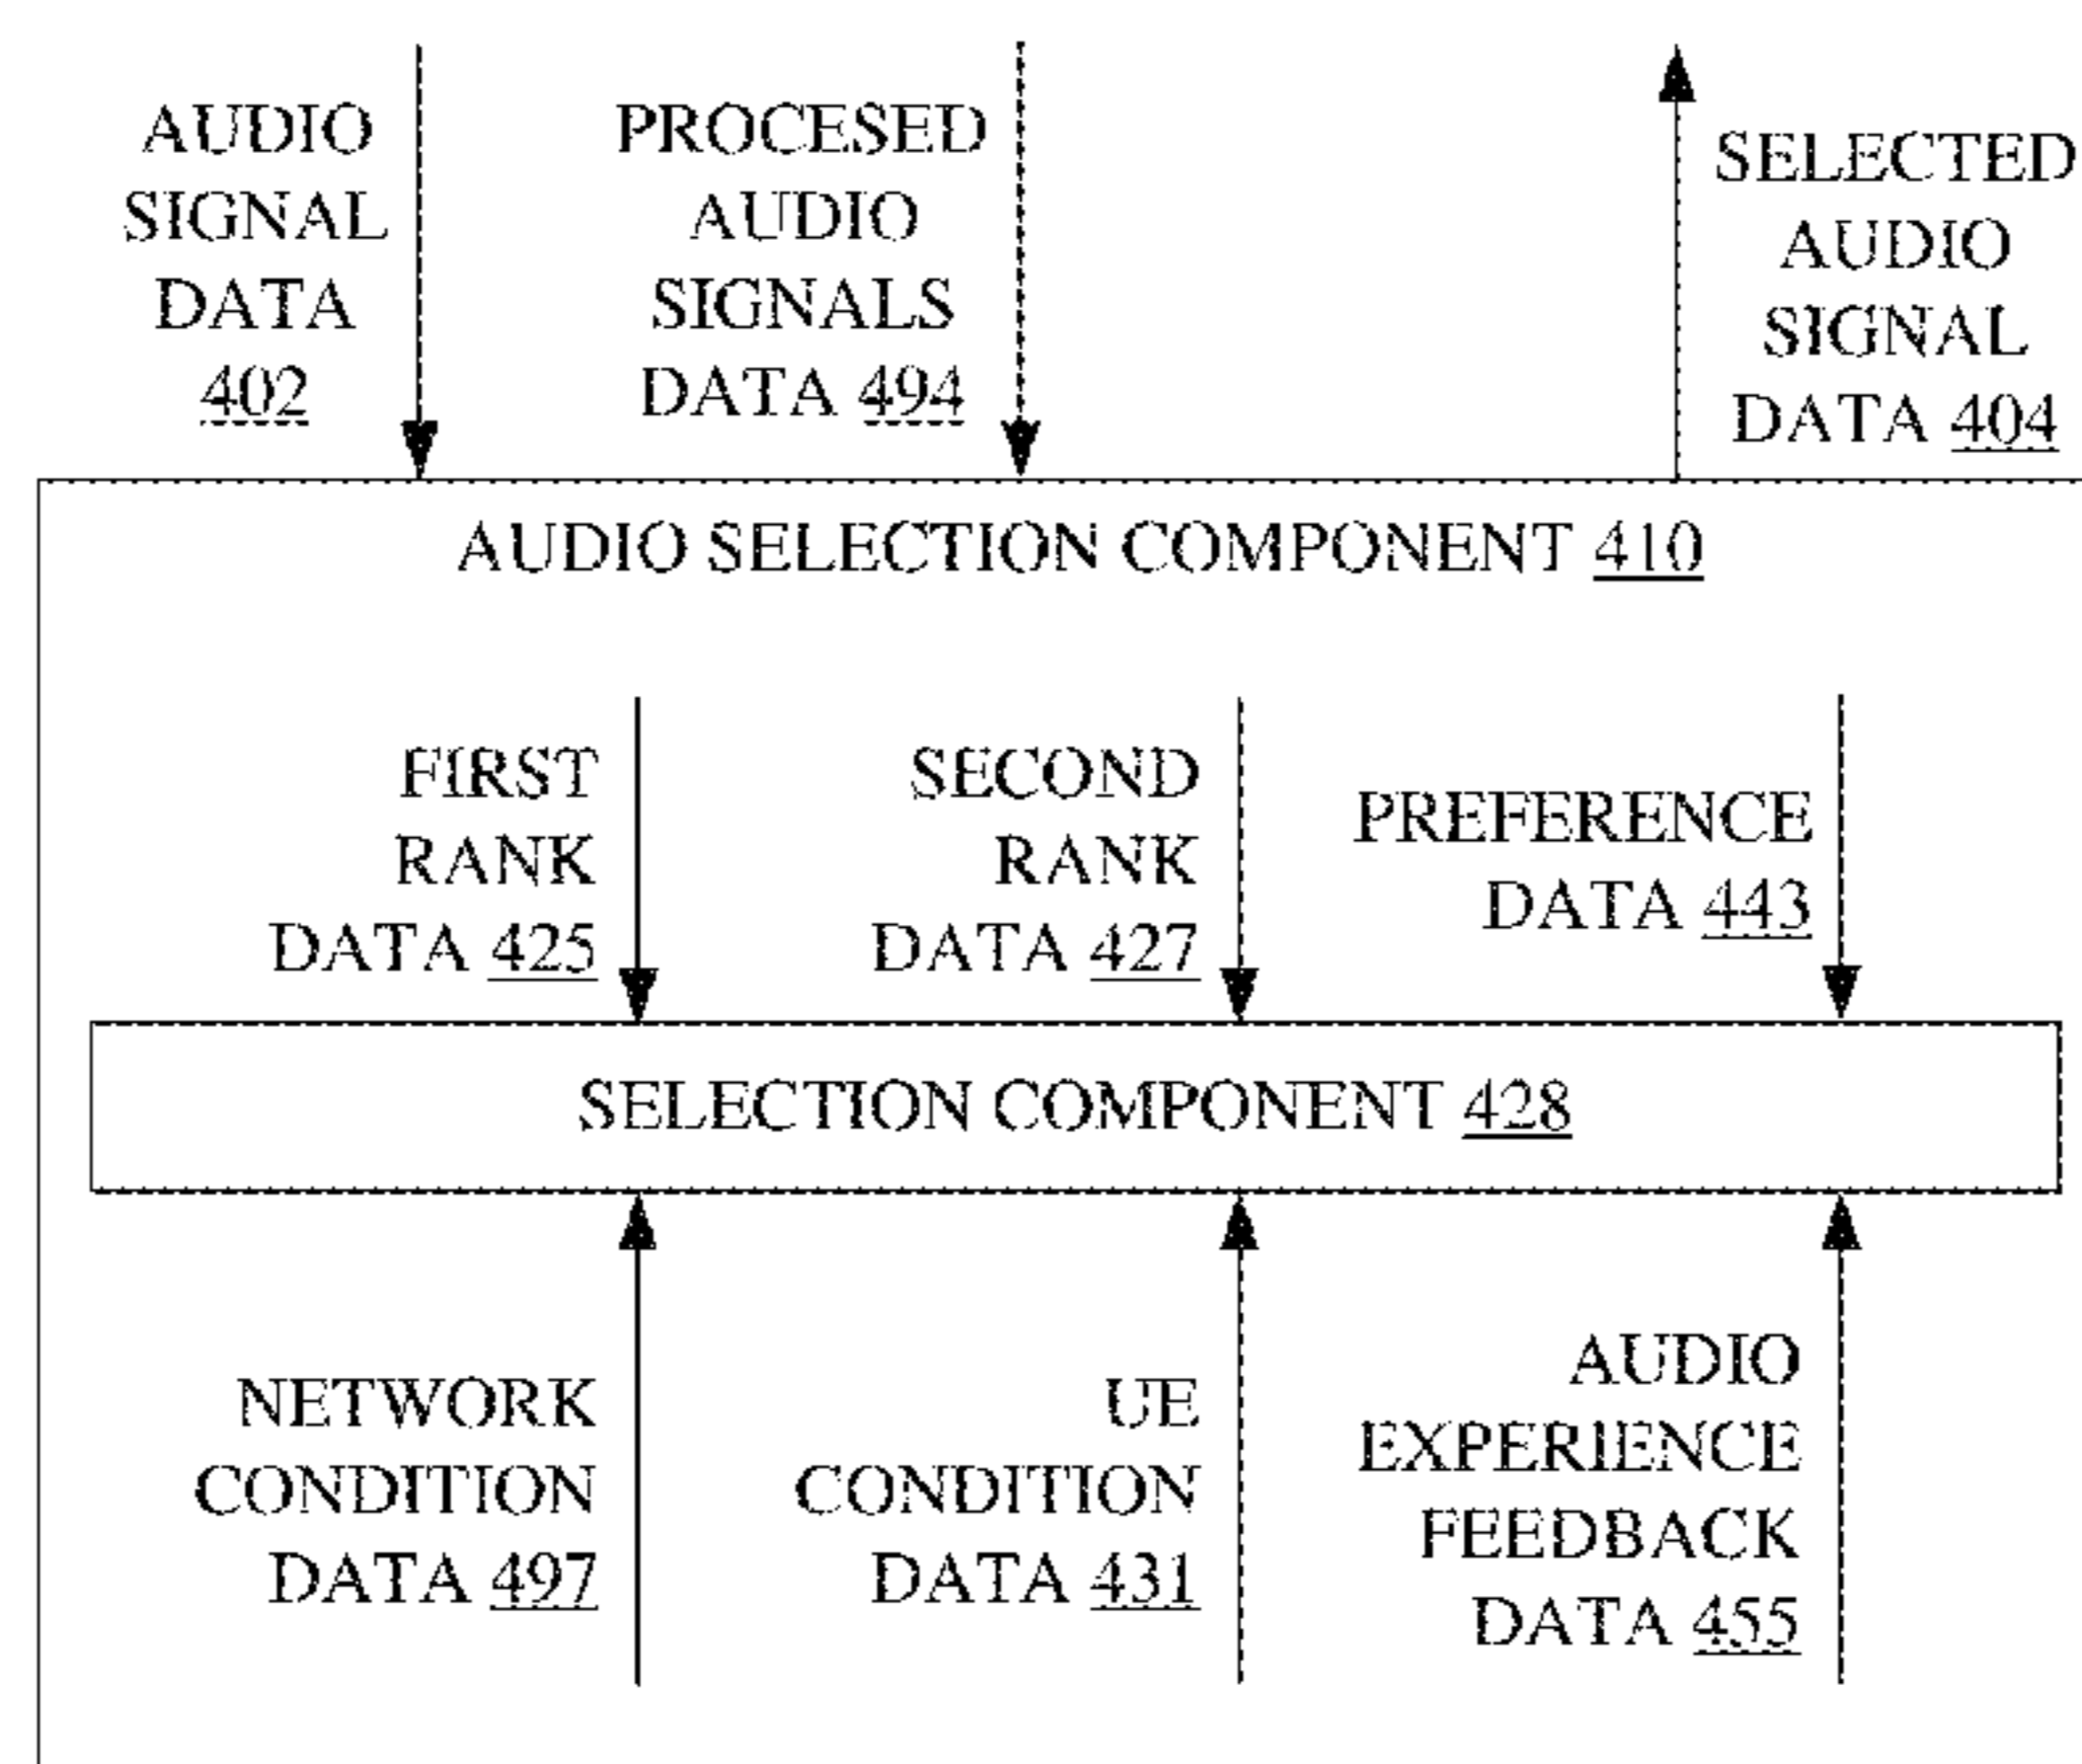 AUDIO
SIGNAL
DATA
402
PROCESED
AUDIO
SIGNALS
DATA 494
SELECTED
AUDIO
SIGNAL
DATA 404
AUDIO SELECTION COMPONENT 410
FIRST
RANK
DATA 425
SECOND
RANK
DATA 427
PREFERENCE
DATA 443
SELECTION COMPONENT 428
NETWORK
CONDITION
DATA 497
UE
CONDITION
DATA 431
AUDIO
EXPERIENCE
FEEDBACK
DATA 455